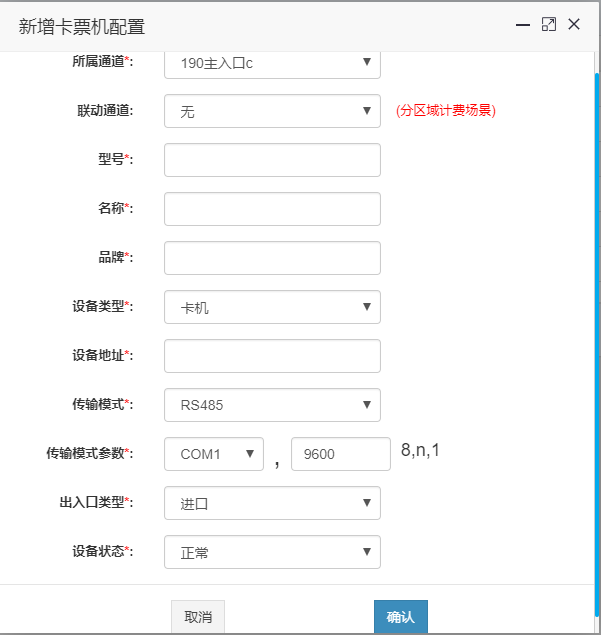 新增卡票机配置
所属通道*: 190主入口c
联动通道: 无 (分区域计费场景)
型号*:
名称*:
品牌*:
设备类型*: 卡机
设备地址*:
传输模式*: RS485
传输模式参数*: COM1 , 9600 8,n,1
出入口类型*: 进口
设备状态*: 正常
取消 确认